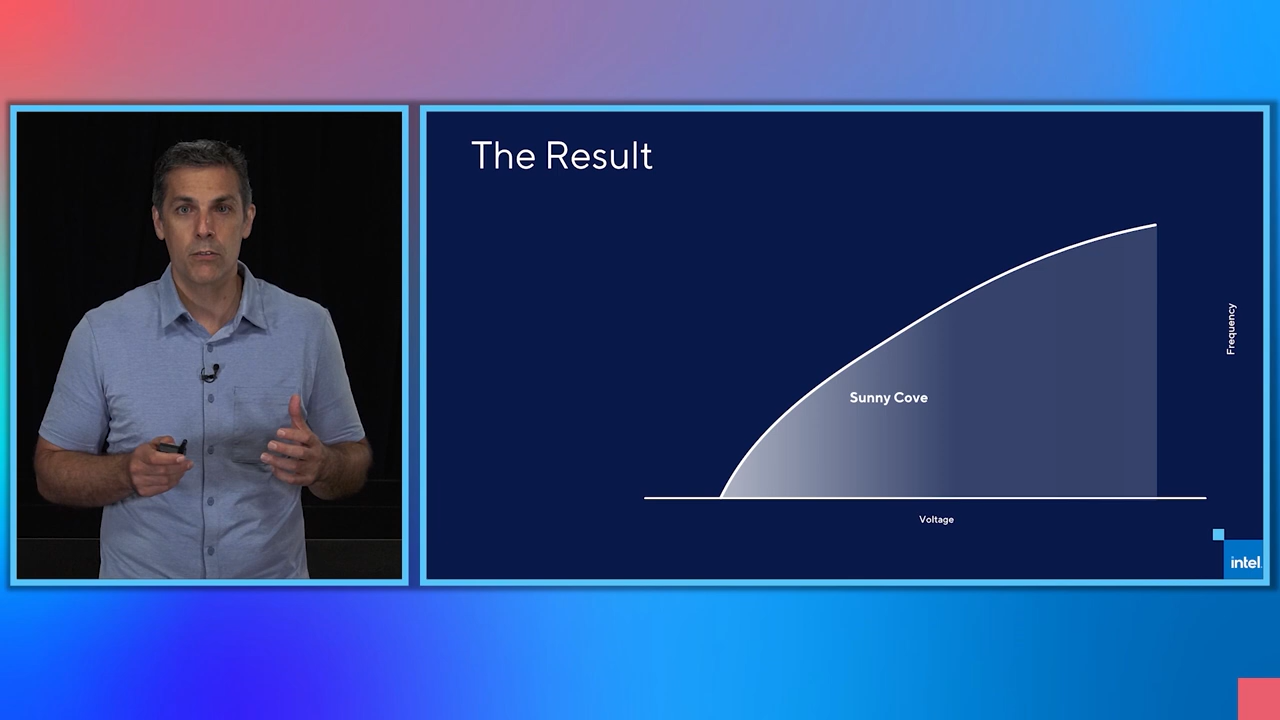 The Result
Frequency
Sunny Cove
Voltage
intel.